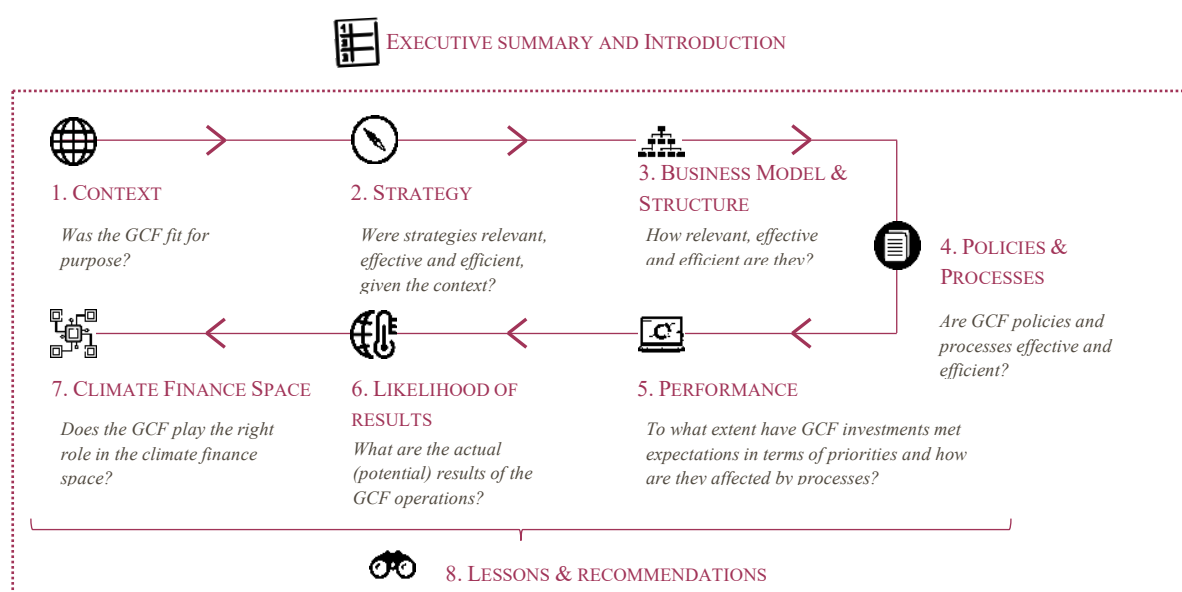 EXECUTIVE SUMMARY AND INTRODUCTION
1. CONTEXT
Was the GCF fit for
purpose?
2. STRATEGY
Were strategies relevant,
effective and efficient,
given the context?
3. BUSINESS MODEL &
STRUCTURE
How relevant, effective
and efficient are they?
4. POLICIES &
PROCESSES
Are GCF policies and
processes effective and
efficient?
5. PERFORMANCE
To what extent have GCF investments met
expectations in terms of priorities and how
are they affected by processes?
6. LIKELIHOOD OF
RESULTS
What are the actual
(potential) results of the
GCF operations?
7. CLIMATE FINANCE SPACE
Does the GCF play the right
role in the climate finance
space?
8. LESSONS & RECOMMENDATIONS